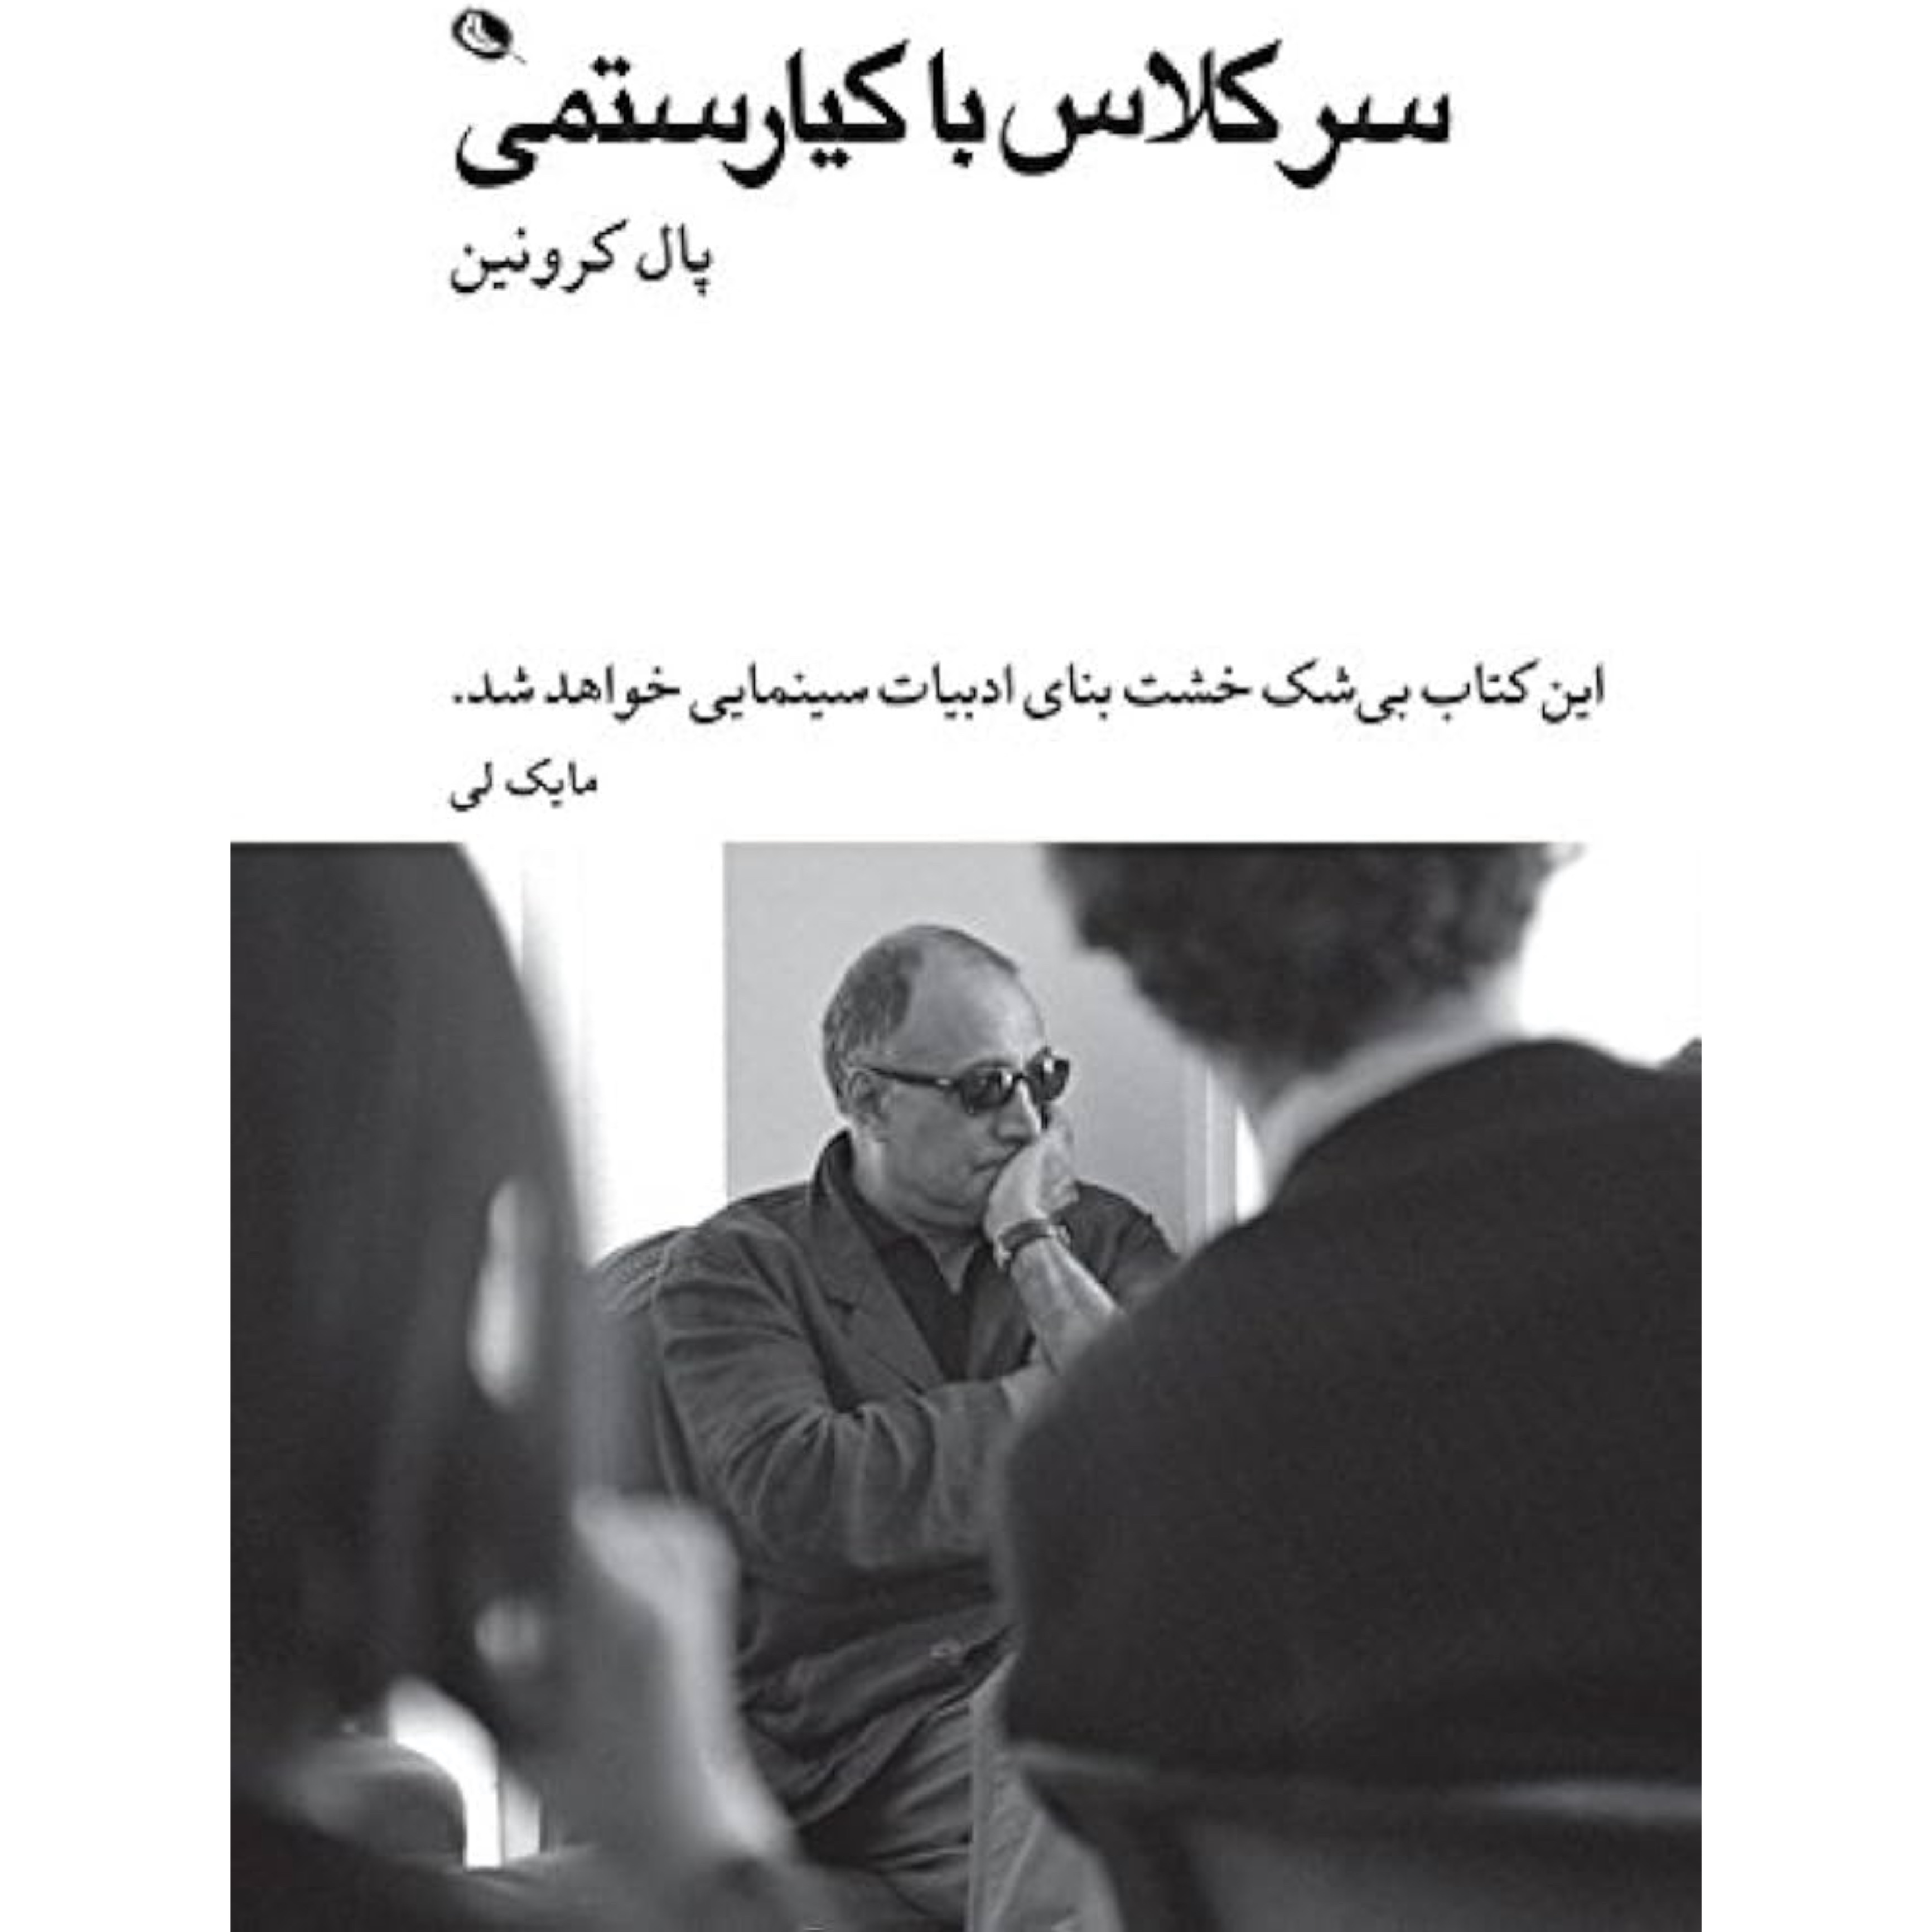 سر کلاس با کیارستمی
پال کرونین
این کتاب بی‌شک خشت بنای ادبیات سینمایی خواهد شد.
مایک لی